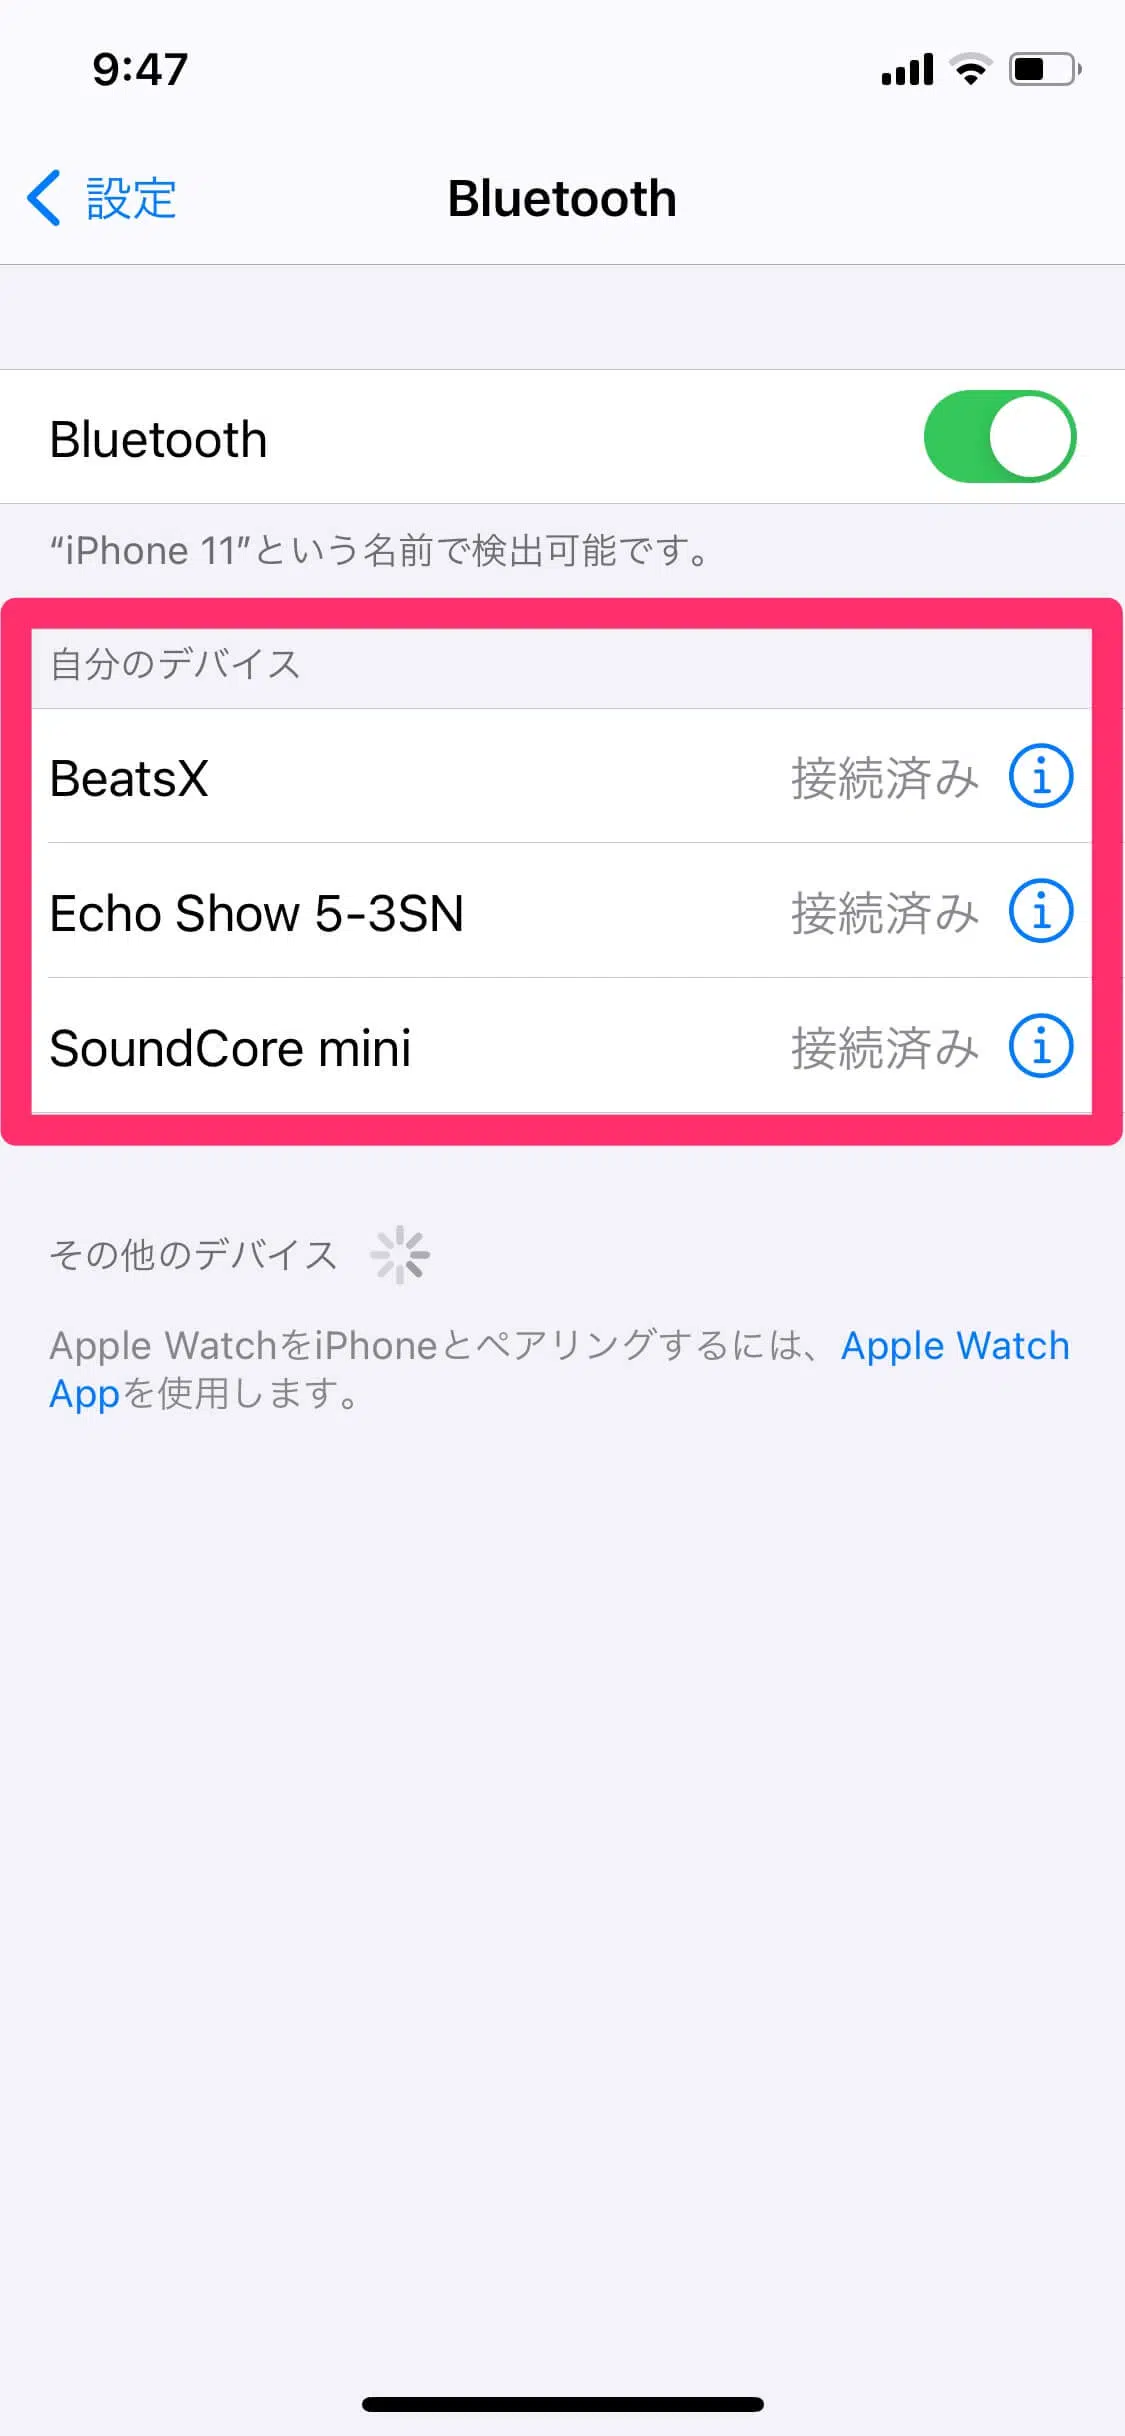 9:47
設定
Bluetooth
Bluetooth
“iPhone 11”という名前で検出可能です。
自分のデバイス
BeatsX 接続済み
Echo Show 5-3SN 接続済み
SoundCore mini 接続済み
その他のデバイス
Apple WatchをiPhoneとペアリングするには、Apple Watch
Appを使用します。